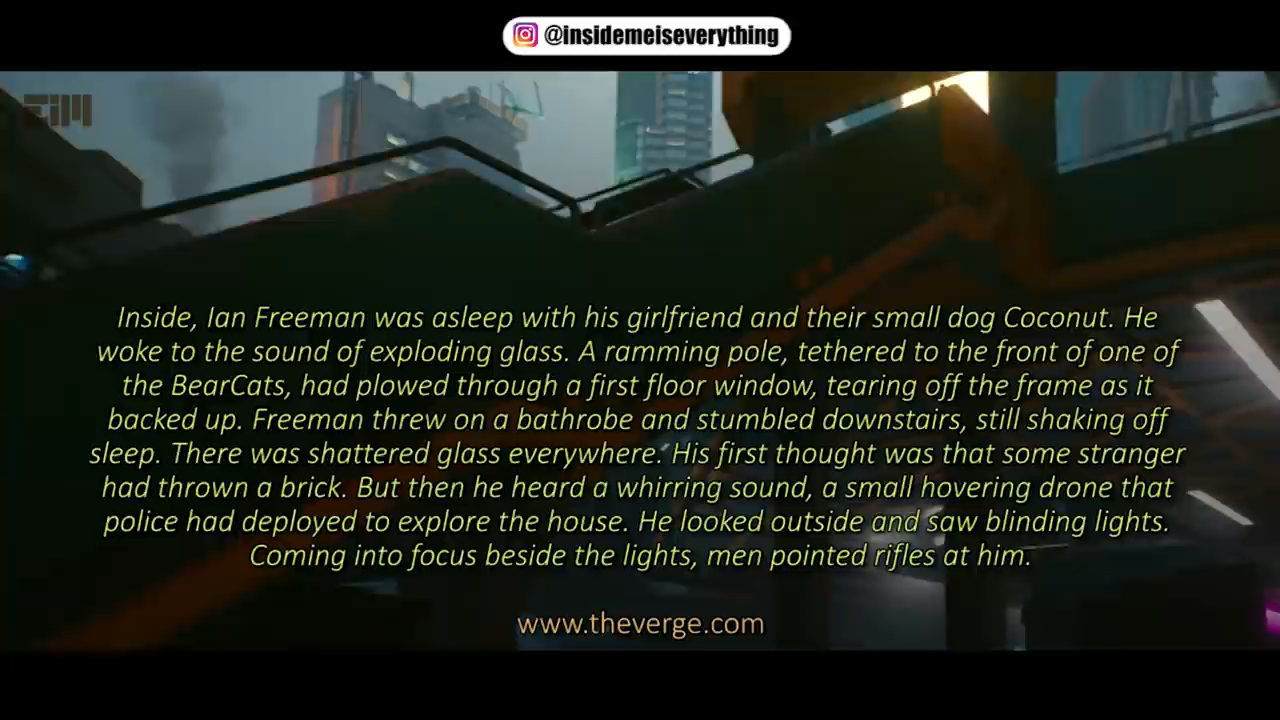 @insidemeiseverything
Inside, Ian Freeman was asleep with his girlfriend and their small dog Coconut. He
woke to the sound of exploding glass. A ramming pole, tethered to the front of one of
the BearCats, had plowed through a first floor window, tearing off the frame as it
backed up. Freeman threw on a bathrobe and stumbled downstairs, still shaking off
sleep. There was shattered glass everywhere. His first thought was that some stranger
had thrown a brick. But then he heard a whirring sound, a small hovering drone that
police had deployed to explore the house. He looked outside and saw blinding lights.
Coming into focus beside the lights, men pointed rifles at him.
www.theverge.com